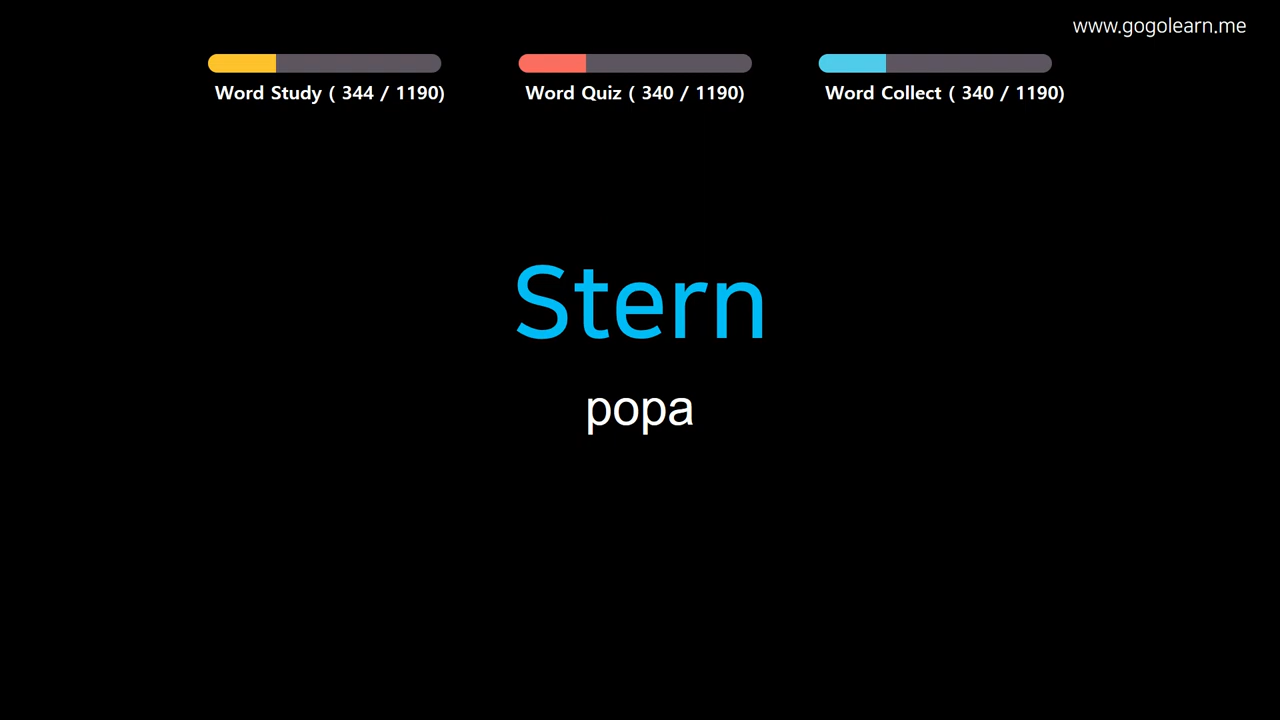 www.gogolearn.me
Word Study ( 344 / 1190)
Word Quiz ( 340 / 1190)
Word Collect ( 340 / 1190)
Stern
popa